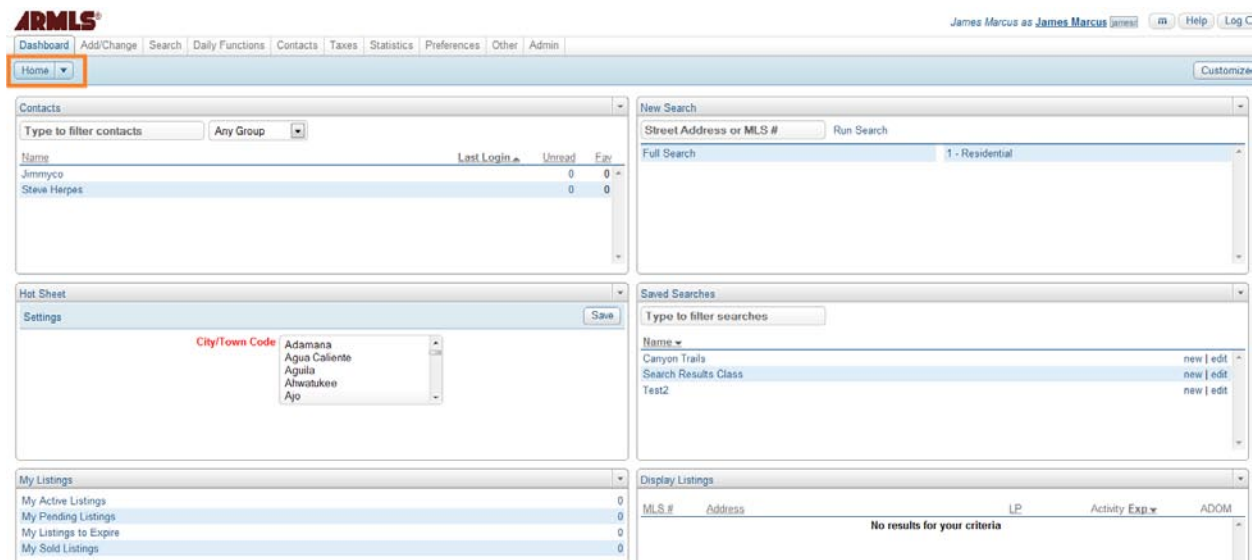 ARMLS®
James Marcus as James Marcus m Help Log
Dashboard Add/Change Search Daily Functions Contacts Taxes Statistics Preferences Other Admin
Home
Contacts
Type to filter contacts Any Group
Name Last Login Unread Fav
Jimmyco 0 0
Steve Herpes 0 0
New Search
Street Address or MLS # Run Search
Full Search 1 - Residential
Hot Sheet
Settings Save
City/Town Code Adamana
Agua Caliente
Aguila
Ahwatukee
Ajo
Saved Searches
Type to filter searches
Name
Canyon Trails new | edit
Search Results Class new | edit
Test2 new | edit
My Listings
My Active Listings 0
My Pending Listings 0
My Listings to Expire 0
My Sold Listings 0
Display Listings
MLS # Address LP Activity Exp ADOM
No results for your criteria